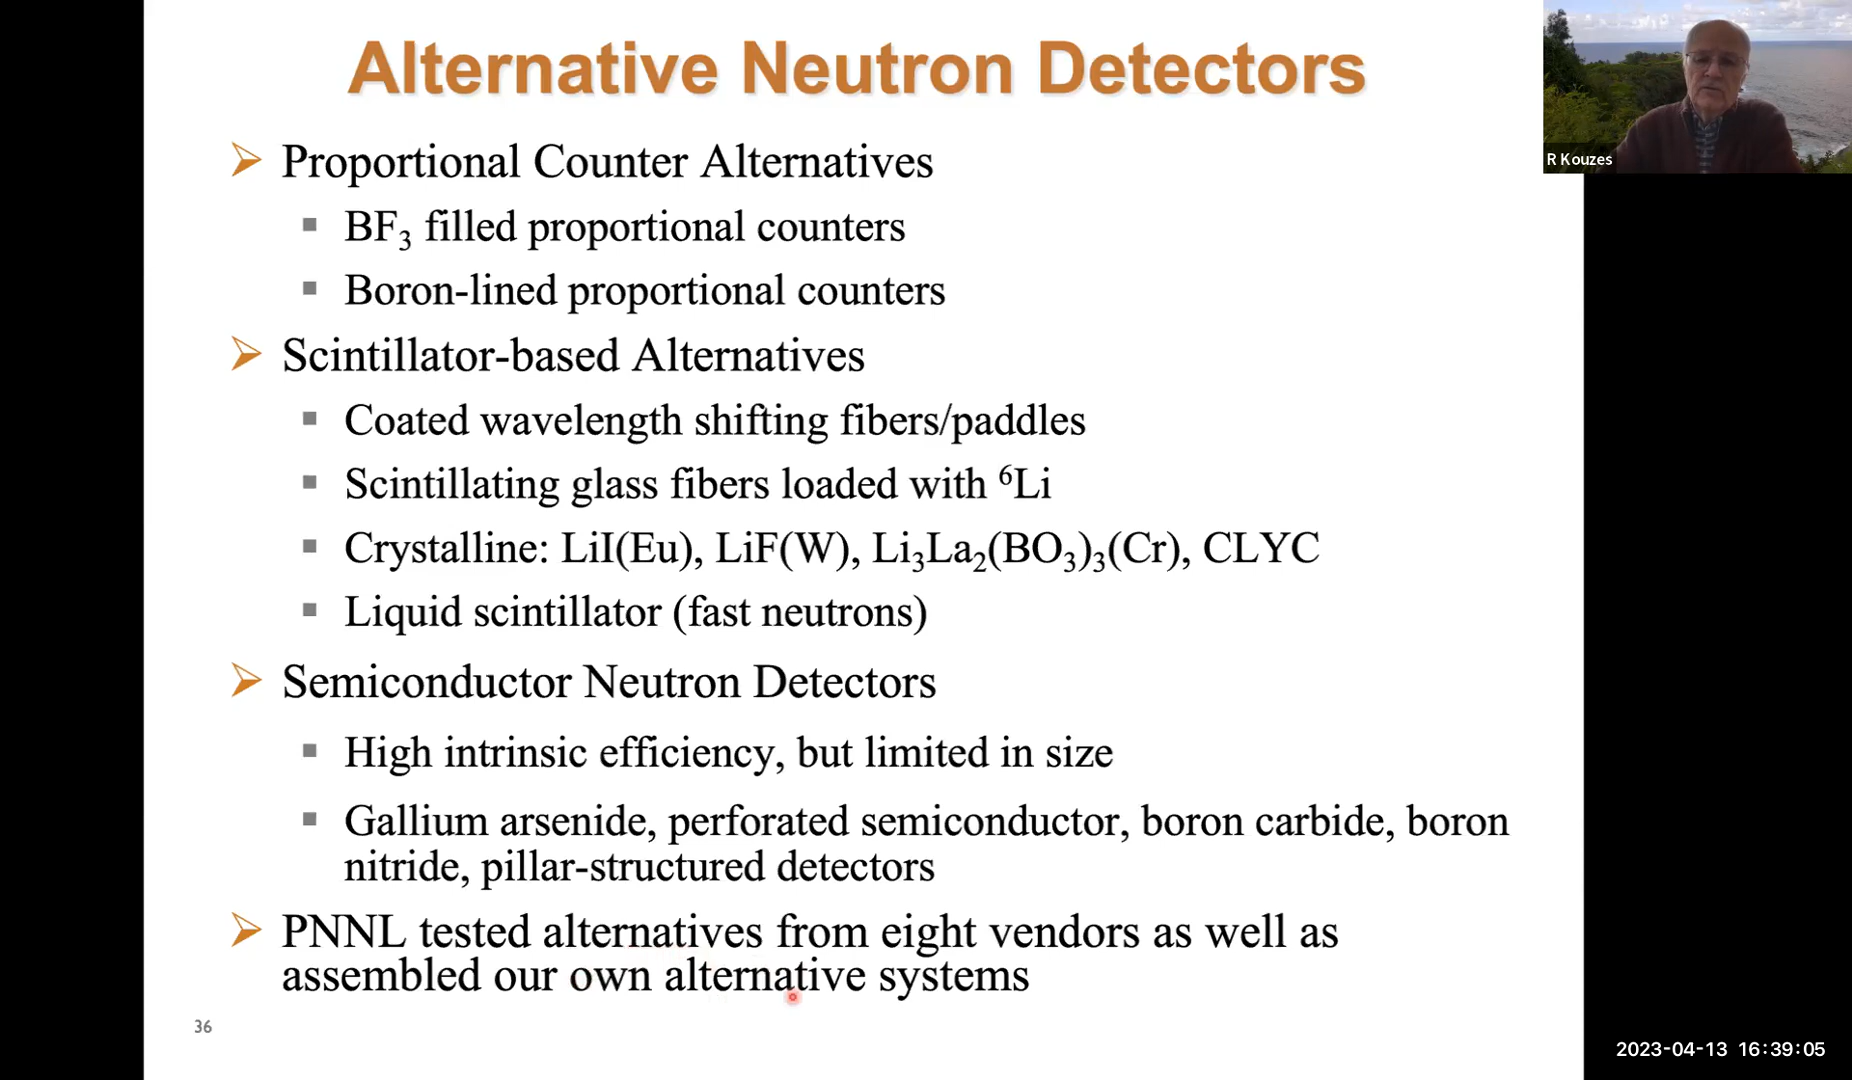 Alternative Neutron Detectors
R Kouzes
Proportional Counter Alternatives
BF₃ filled proportional counters
Boron-lined proportional counters
Scintillator-based Alternatives
Coated wavelength shifting fibers/paddles
Scintillating glass fibers loaded with ⁶Li
Crystalline: LiI(Eu), LiF(W), Li₃La₂(BO₃)₃(Cr), CLYC
Liquid scintillator (fast neutrons)
Semiconductor Neutron Detectors
High intrinsic efficiency, but limited in size
Gallium arsenide, perforated semiconductor, boron carbide, boron
nitride, pillar-structured detectors
PNNL tested alternatives from eight vendors as well as
assembled our own alternative systems
36
2023-04-13 16:39:05